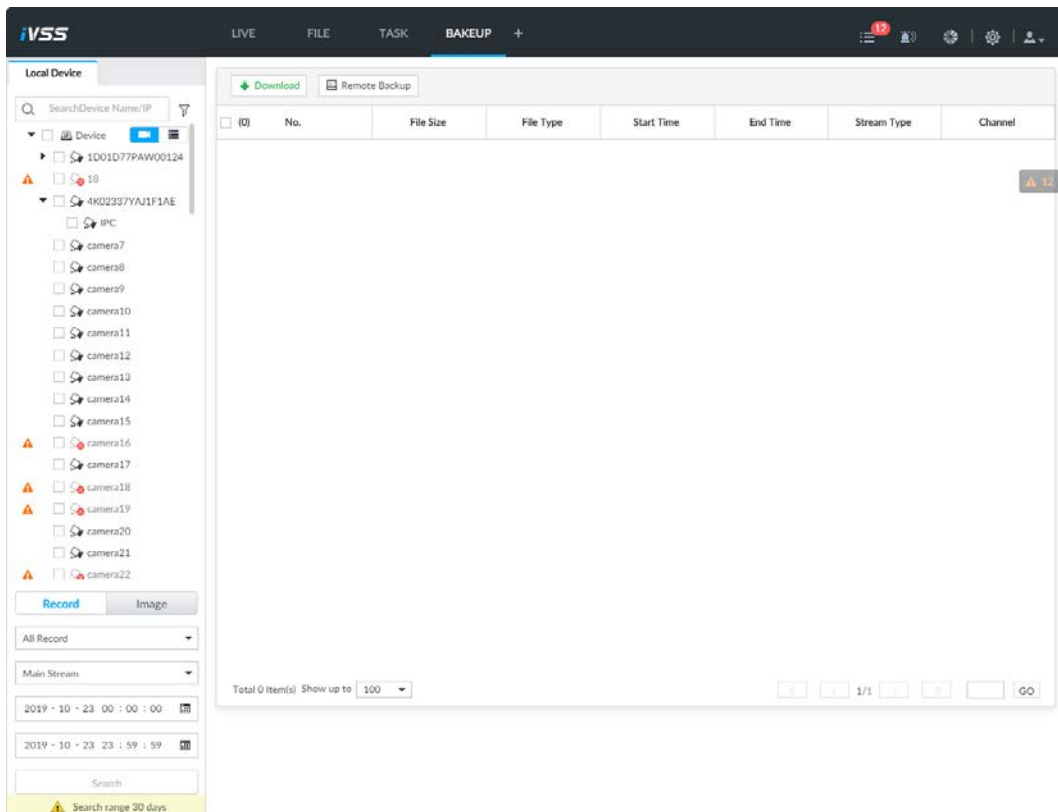 iVSS LIVE FILE TASK BAKEUP + 12
Local Device
Download Remote Backup
SearchDevice Name/IP
(0) No. File Size File Type Start Time End Time Stream Type Channel
Device
1D01D77PAW00124
18
12
4K02337YAJ1F1AE
IPC
camera7
camera8
camera9
camera10
camera11
camera12
camera13
camera14
camera15
camera16
camera17
camera18
camera19
camera20
camera21
camera22
Record Image
All Record
Main Stream
Total 0 Item(s) Show up to 100 1/1 GO
2019 - 10 - 23 00 : 00 : 00
2019 - 10 - 23 23 : 59 : 59
Search
Search range 30 days